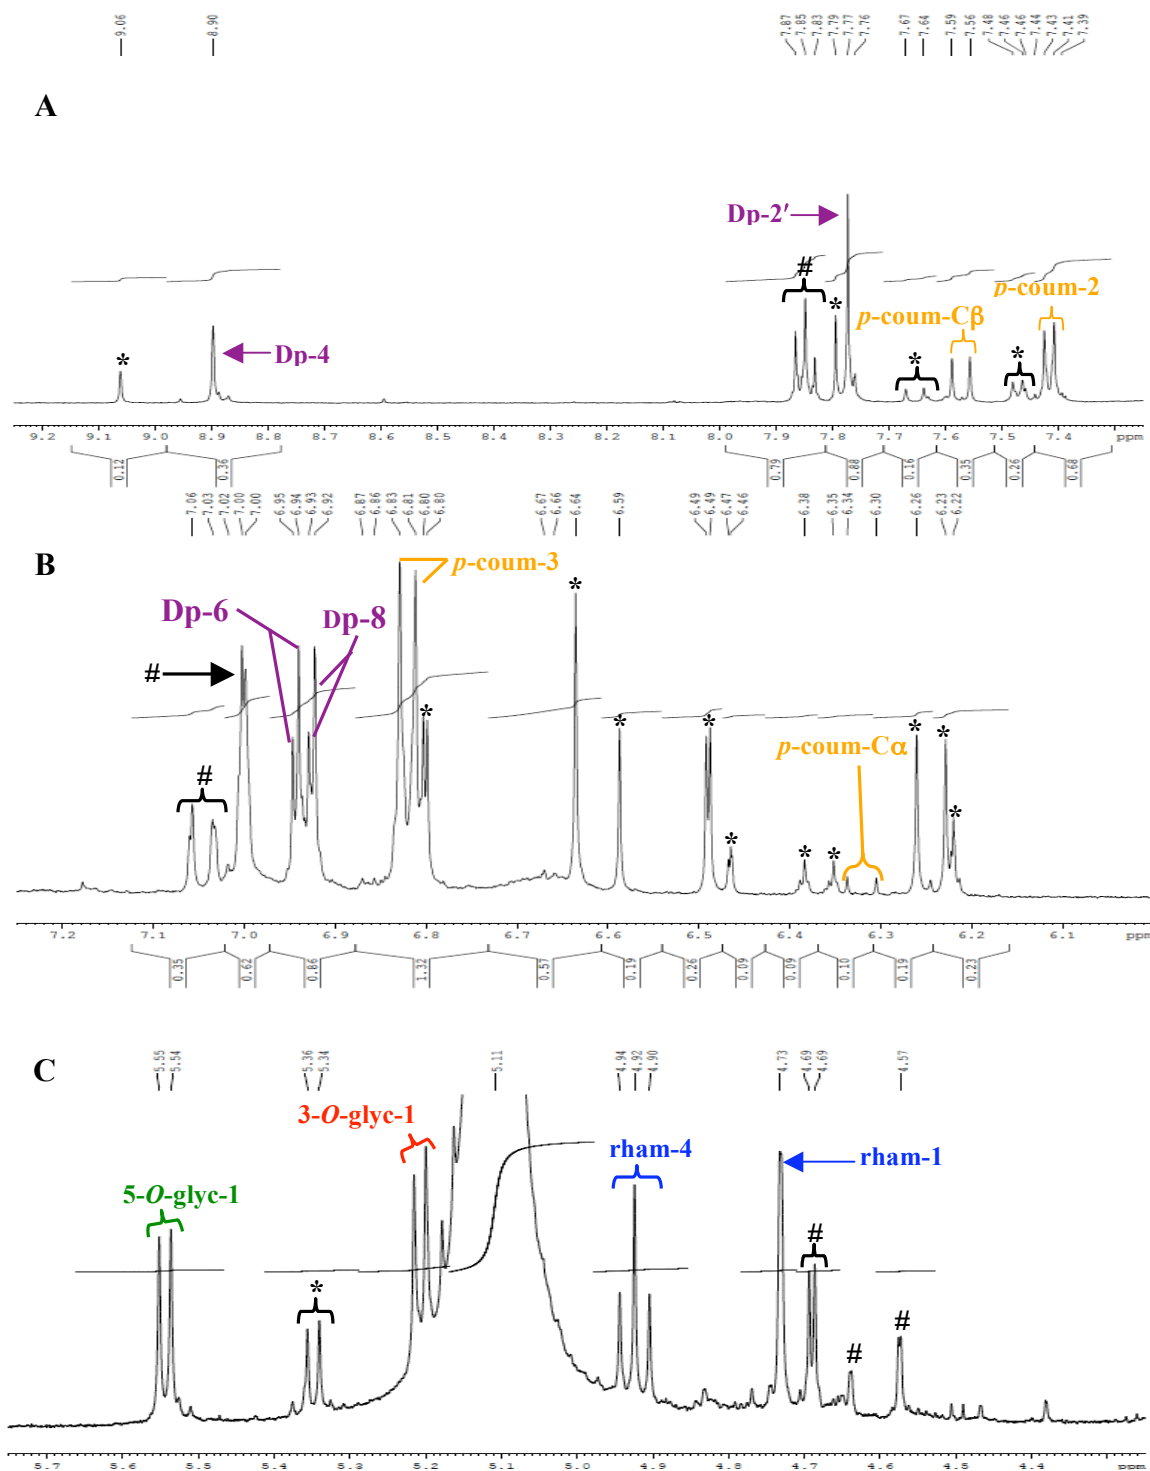 9.06 8.90 7.87 7.85 7.83 7.79 7.77 7.76 7.67 7.64 7.59 7.56 7.48 7.46 7.46 7.44 7.43 7.41 7.39
A
Dp-2′
#
*
p-coum-2
p-coum-Cβ
*
Dp-4
*
*
9.2 9.1 9.0 8.9 8.8 8.7 8.6 8.5 8.4 8.3 8.2 8.1 8.0 7.9 7.8 7.7 7.6 7.5 7.4 ppm
0.12 0.36 0.79 0.88 0.16 0.35 0.26 0.68
7.06 7.03 7.02 7.00 7.00 6.95 6.94 6.93 6.92 6.87 6.86 6.83 6.81 6.80 6.80 6.67 6.66 6.64 6.59 6.49 6.49 6.47 6.46 6.38 6.35 6.34 6.30 6.26 6.23 6.22
B
p-coum-3
*
Dp-6
Dp-8
#
* * * * *
p-coum-Cα
#
* * * *
7.2 7.1 7.0 6.9 6.8 6.7 6.6 6.5 6.4 6.3 6.2 6.1 ppm
0.35 0.62 0.86 1.32 0.57 0.19 0.26 0.09 0.09 0.10 0.19 0.23
5.55 5.54 5.36 5.34 5.11 4.94 4.92 4.90 4.73 4.69 4.69 4.57
C
3-O-glyc-1
rham-4
rham-1
5-O-glyc-1
#
*
#
#
5.7 5.6 5.5 5.4 5.3 5.2 5.1 5.0 4.9 4.8 4.7 4.6 4.5 4.4 ppm